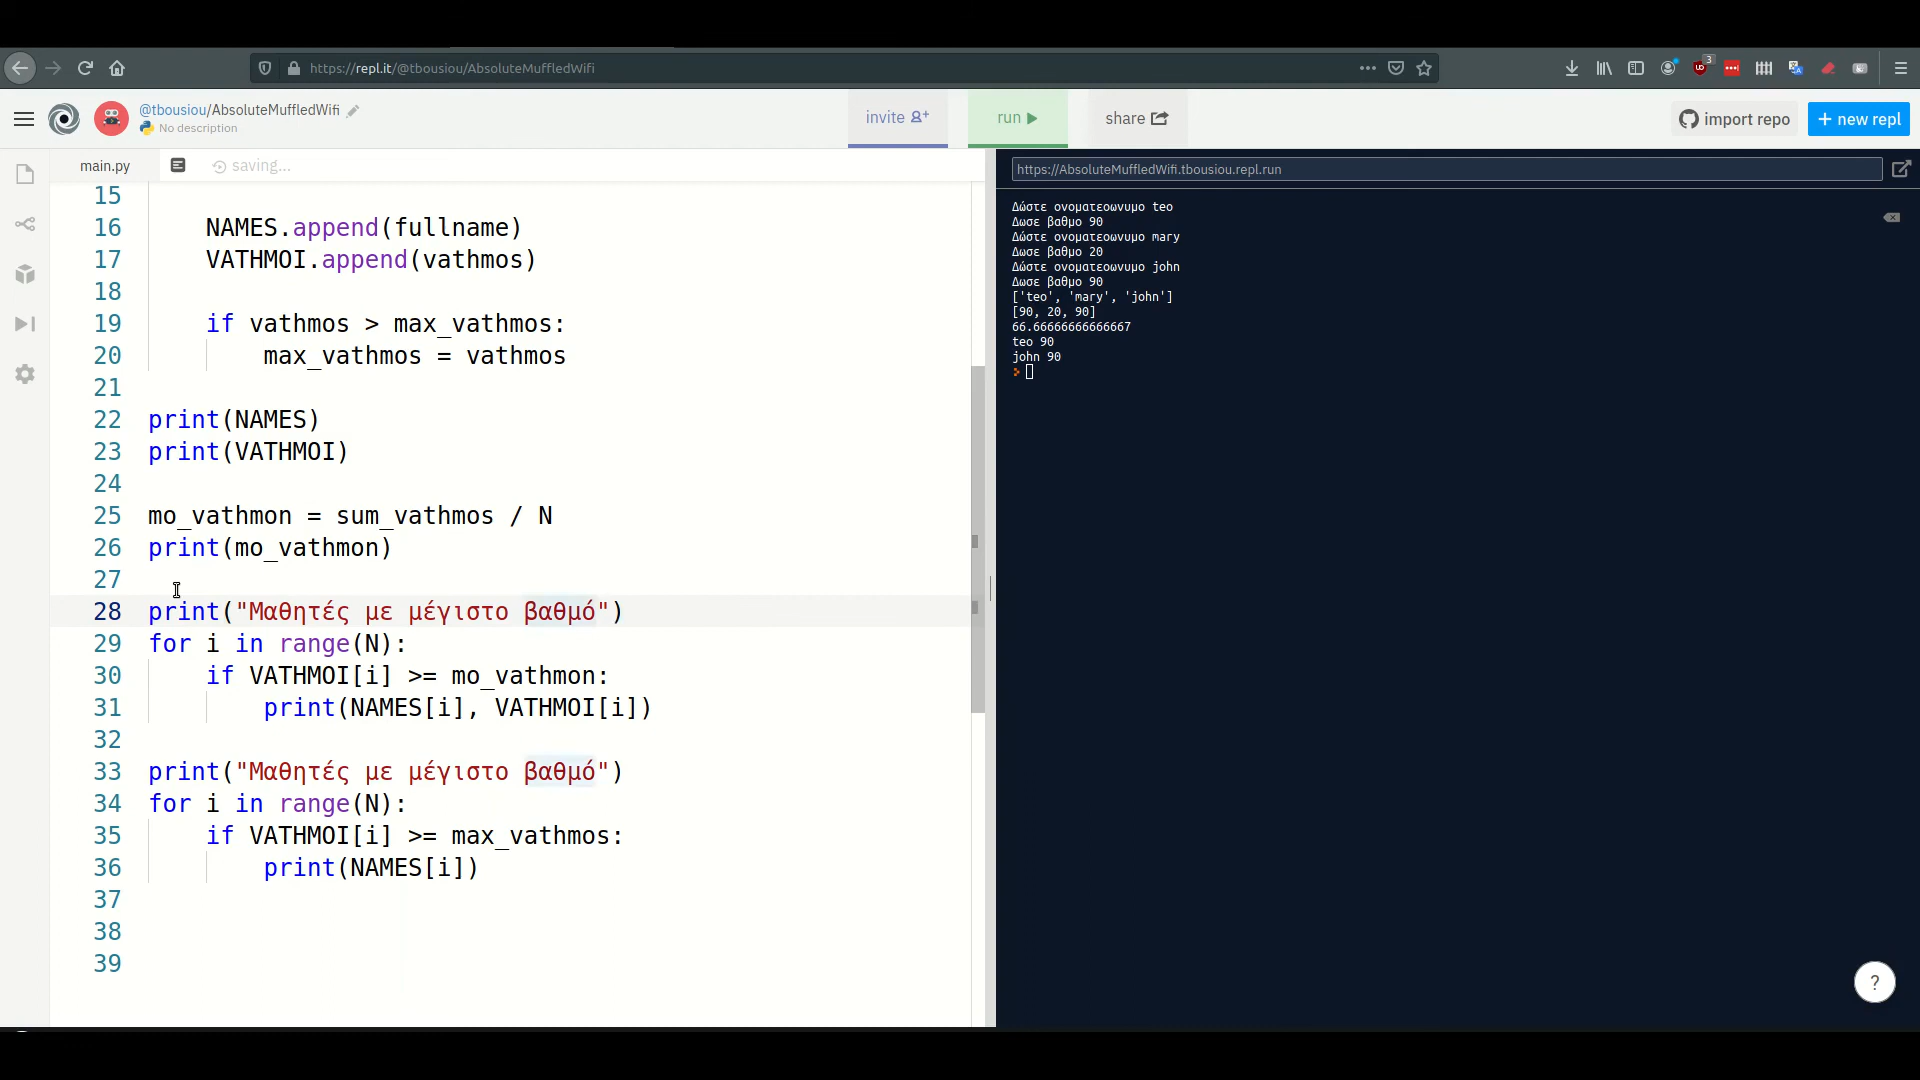 https://repl.it/@tbousiou/AbsoluteMuffledWifi
3
@tbousiou/AbsoluteMuffledWifi
No description
invite
run
share
import repo
+ new repl
main.py
saving...
15
16 NAMES.append(fullname)
17 VATHMOI.append(vathmos)
18
19 if vathmos > max_vathmos:
20 max_vathmos = vathmos
21
22 print(NAMES)
23 print(VATHMOI)
24
25 mo_vathmon = sum_vathmos / N
26 print(mo_vathmon)
27
28 print("Μαθητές με μέγιστο βαθμό")
29 for i in range(N):
30 if VATHMOI[i] >= mo_vathmon:
31 print(NAMES[i], VATHMOI[i])
32
33 print("Μαθητές με μέγιστο βαθμό")
34 for i in range(N):
35 if VATHMOI[i] >= max_vathmos:
36 print(NAMES[i])
37
38
39
https://AbsoluteMuffledWifi.tbousiou.repl.run
Δώστε ονοματεοωνυμο teo
Δωσε βαθμο 90
Δώστε ονοματεοωνυμο mary
Δωσε βαθμο 20
Δώστε ονοματεοωνυμο john
Δωσε βαθμο 90
['teo', 'mary', 'john']
[90, 20, 90]
66.66666666666667
teo 90
john 90
?